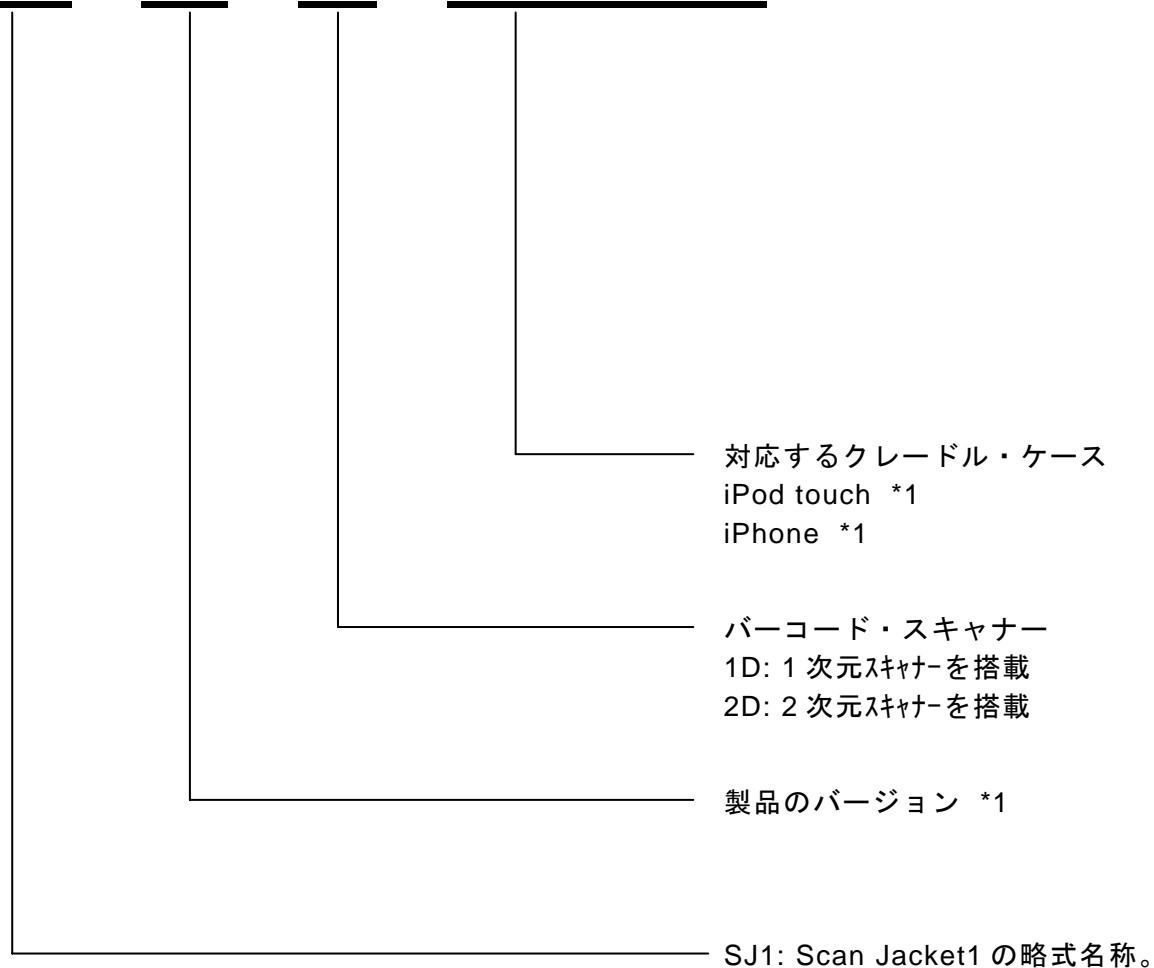 対応するクレードル・ケース
iPod touch *1
iPhone *1
バーコード・スキャナー
1D: 1 次元ｽｷｬﾅｰを搭載
2D: 2 次元ｽｷｬﾅｰを搭載
製品のバージョン *1
SJ1: Scan Jacket1 の略式名称。